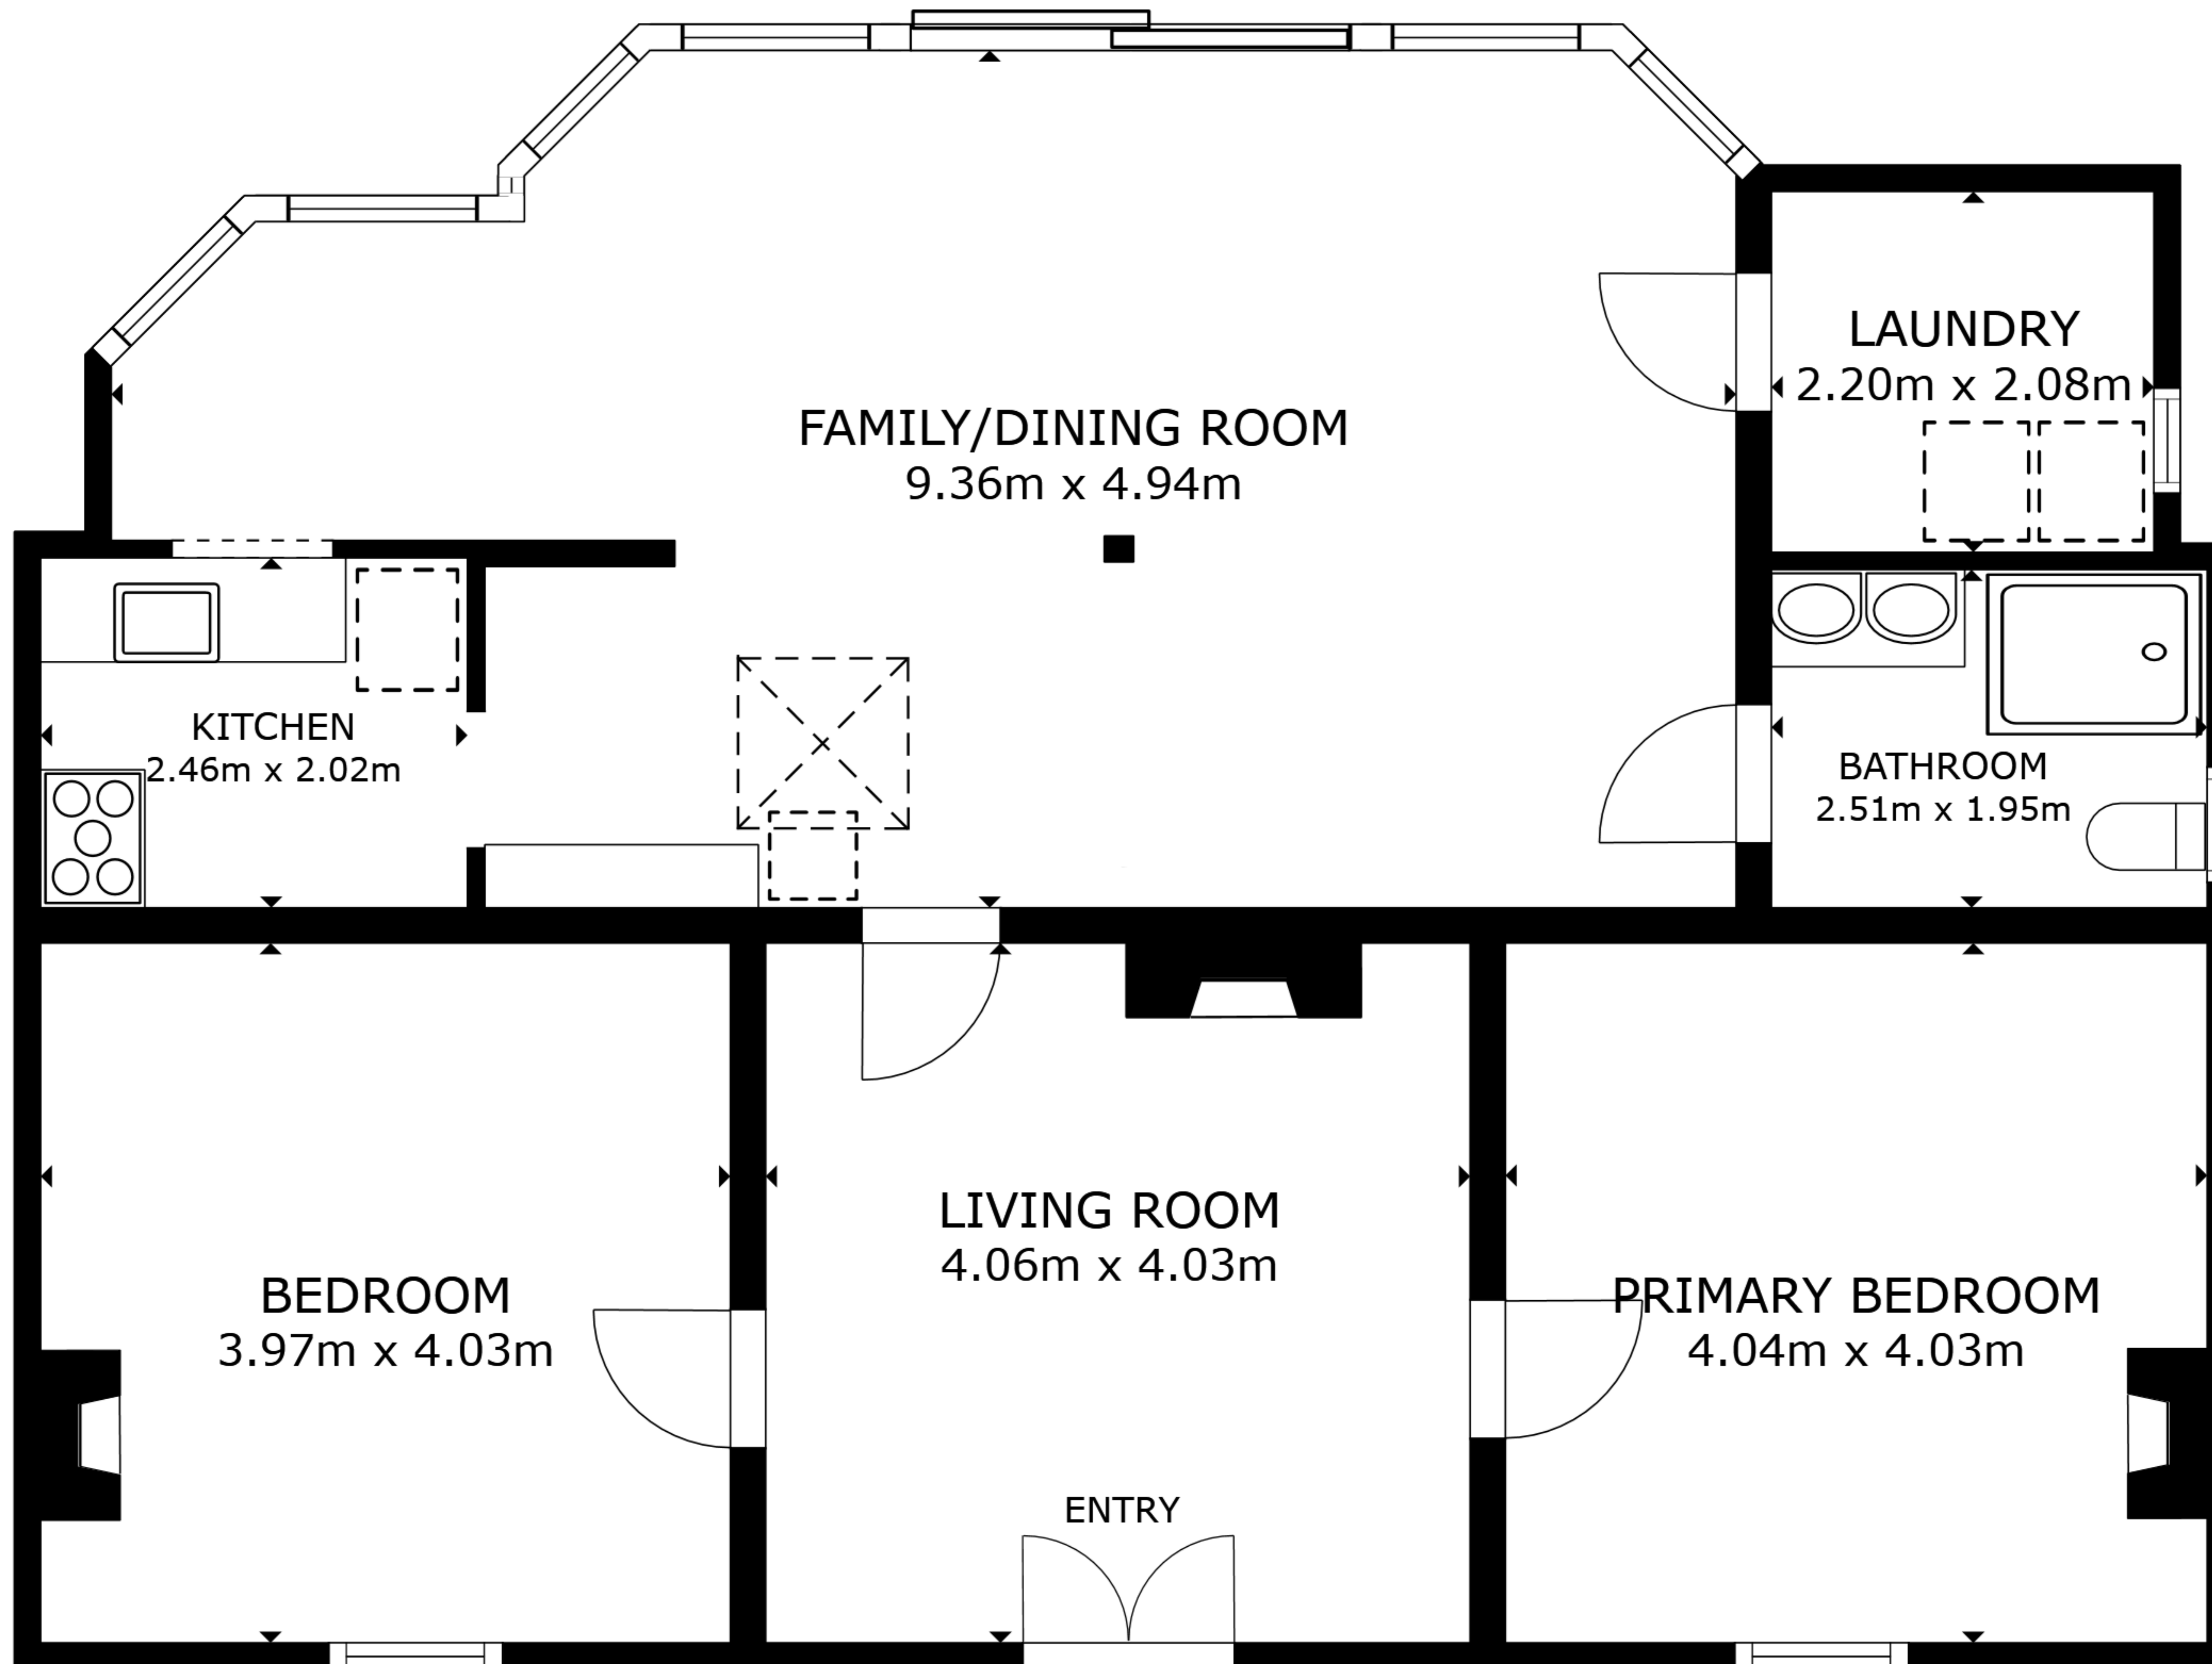 LAUNDRY
2.20m x 2.08m
FAMILY/DINING ROOM
9.36m x 4.94m
KITCHEN
2.46m x 2.02m
BATHROOM
2.51m x 1.95m
LIVING ROOM
4.06m x 4.03m
BEDROOM
3.97m x 4.03m
PRIMARY BEDROOM
4.04m x 4.03m
ENTRY